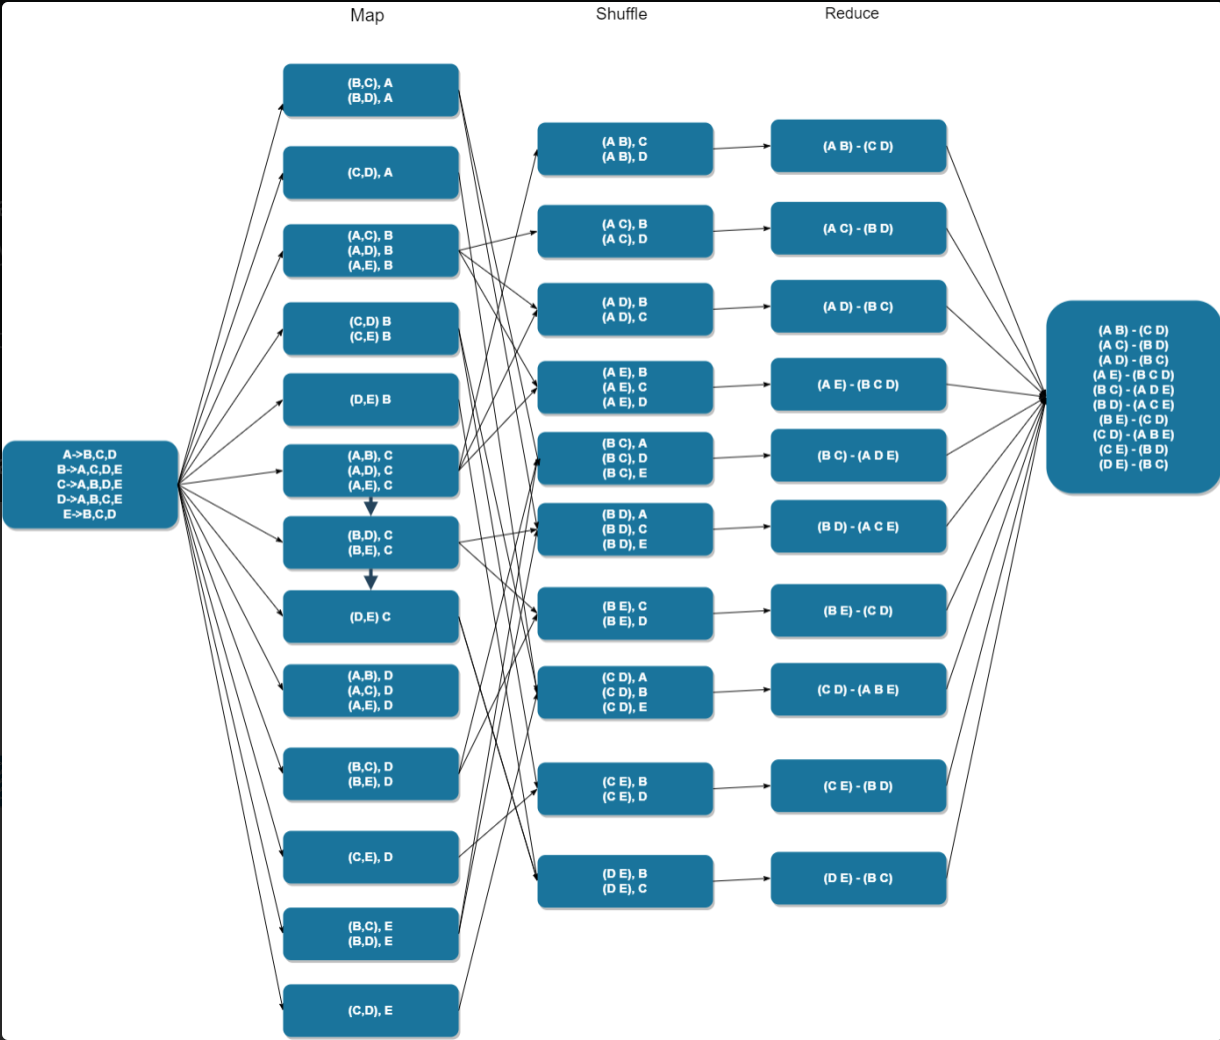 Map
Shuffle
Reduce
A->B,C,D
B->A,C,D,E
C->A,B,D,E
D->A,B,C,E
E->B,C,D
(B,C), A
(B,D), A
(C,D), A
(A,C), B
(A,D), B
(A,E), B
(C,D) B
(C,E) B
(D,E) B
(A,B), C
(A,D), C
(A,E), C
(B,D), C
(B,E), C
(D,E) C
(A,B), D
(A,C), D
(A,E), D
(B,C), D
(B,E), D
(C,E), D
(B,C), E
(B,D), E
(C,D), E
(A B), C
(A B), D
(A C), B
(A C), D
(A D), B
(A D), C
(A E), B
(A E), C
(A E), D
(B C), A
(B C), D
(B C), E
(B D), A
(B D), C
(B D), E
(B E), C
(B E), D
(C D), A
(C D), B
(C D), E
(C E), B
(C E), D
(D E), B
(D E), C
(A B) - (C D)
(A C) - (B D)
(A D) - (B C)
(A E) - (B C D)
(B C) - (A D E)
(B D) - (A C E)
(B E) - (C D)
(C D) - (A B E)
(C E) - (B D)
(D E) - (B C)
(A B) - (C D)
(A C) - (B D)
(A D) - (B C)
(A E) - (B C D)
(B C) - (A D E)
(B D) - (A C E)
(B E) - (C D)
(C D) - (A B E)
(C E) - (B D)
(D E) - (B C)